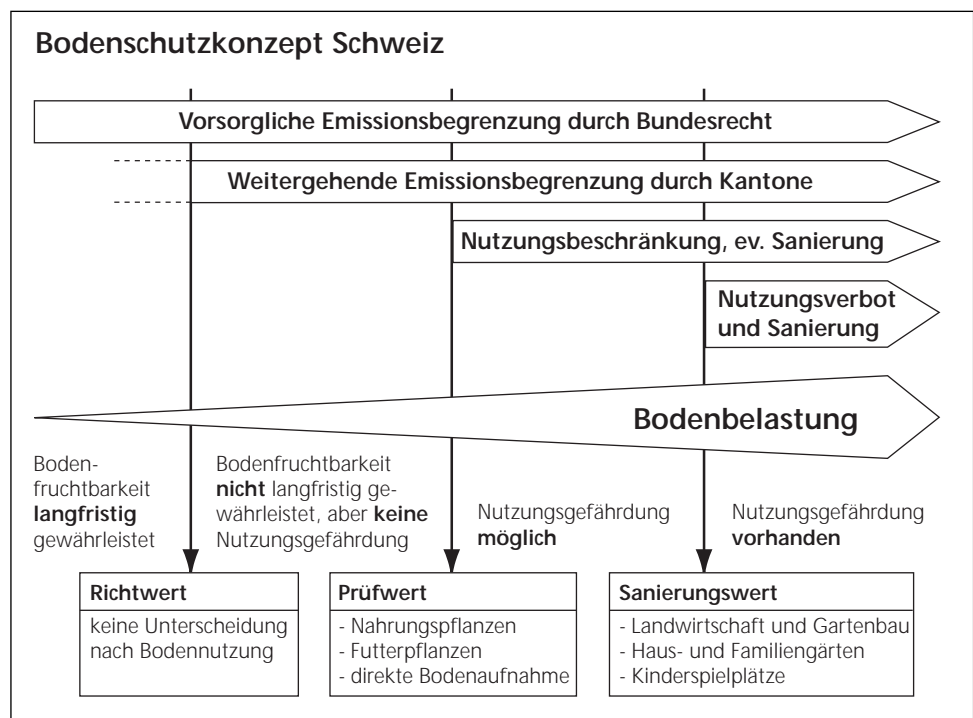 Bodenschutzkonzept Schweiz
Vorsorgliche Emissionsbegrenzung durch Bundesrecht
Weitergehende Emissionsbegrenzung durch Kantone
Nutzungsbeschränkung, ev. Sanierung
Nutzungsverbot
und Sanierung
Bodenbelastung
Boden-
fruchtbarkeit
langfristig
gewährleistet
Bodenfruchtbarkeit
nicht langfristig ge-
währleistet, aber keine
Nutzungsgefährdung
Nutzungsgefährdung
möglich
Nutzungsgefährdung
vorhanden
Richtwert
keine Unterscheidung
nach Bodennutzung
Prüfwert
- Nahrungspflanzen
- Futterpflanzen
- direkte Bodenaufnahme
Sanierungswert
- Landwirtschaft und Gartenbau
- Haus- und Familiengärten
- Kinderspielplätze